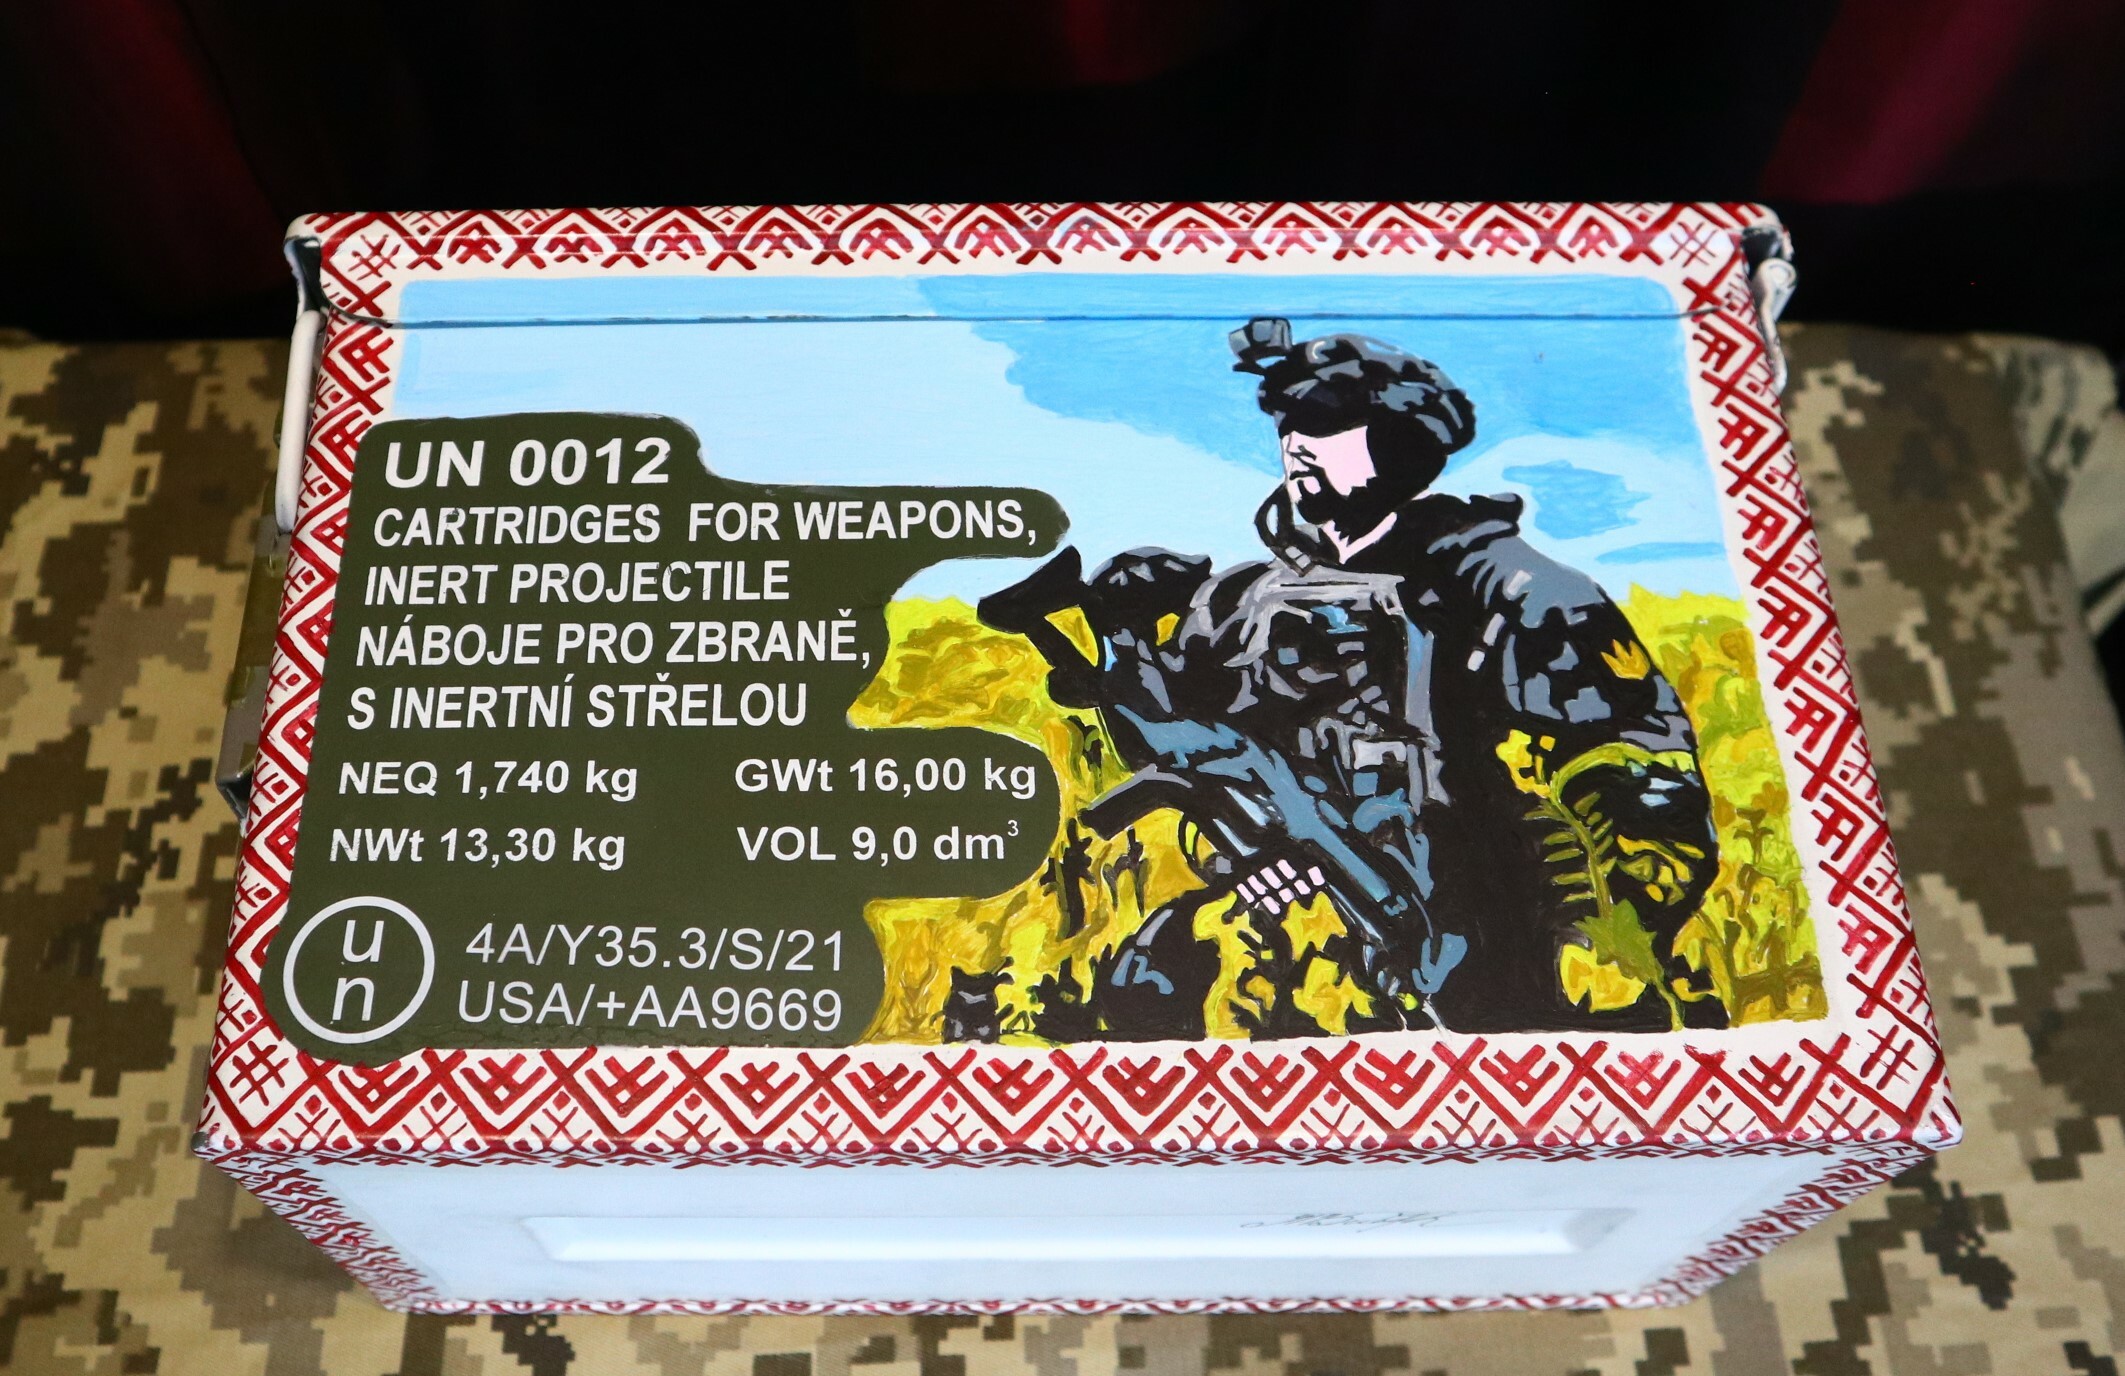 UN 0012
CARTRIDGES FOR WEAPONS,
INERT PROJECTILE
NÁBOJE PRO ZBRANĚ,
S INERTNÍ STŘELOU
NEQ 1,740 kg GWt 16,00 kg
NWt 13,30 kg VOL 9,0 dm³
un
4A/Y35.3/S/21
USA/+AA9669